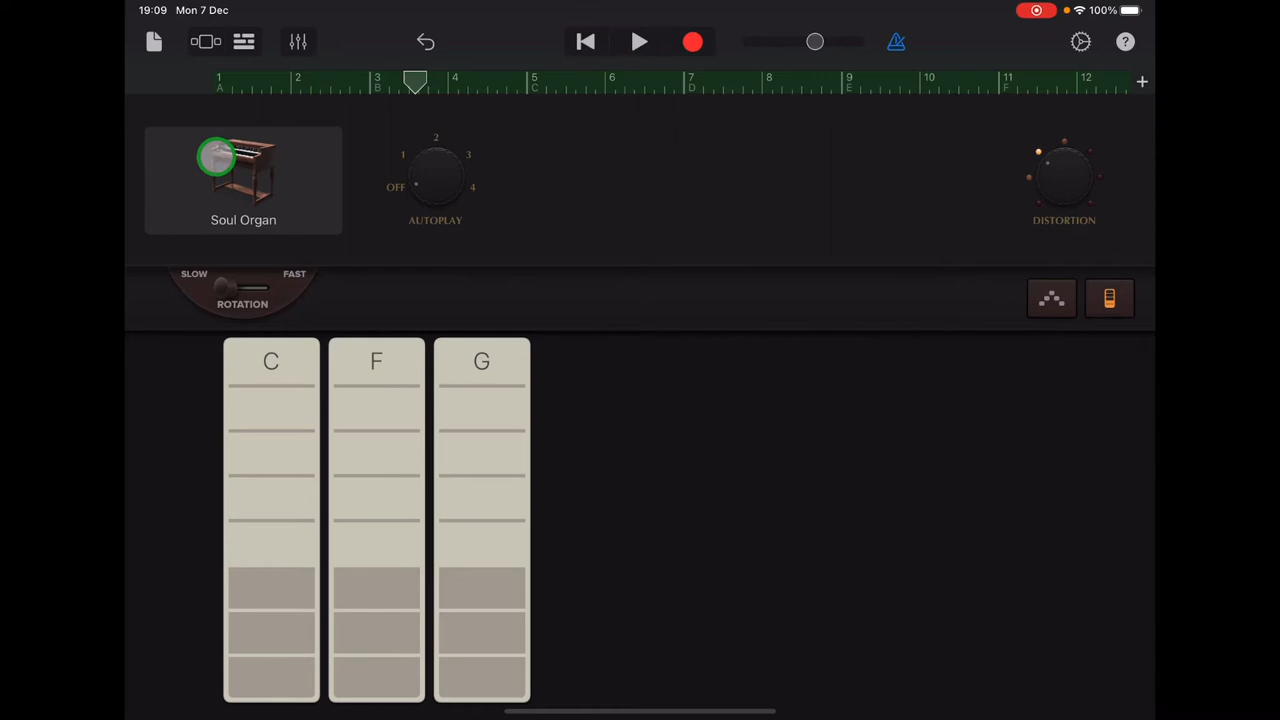 19:09 Mon 7 Dec 100%
?
1 2 3 4 5 6 7 8 9 10 11 12 +
A B C D E F
2
1 3
OFF 4
Soul Organ AUTOPLAY DISTORTION
SLOW FAST
ROTATION
C F G